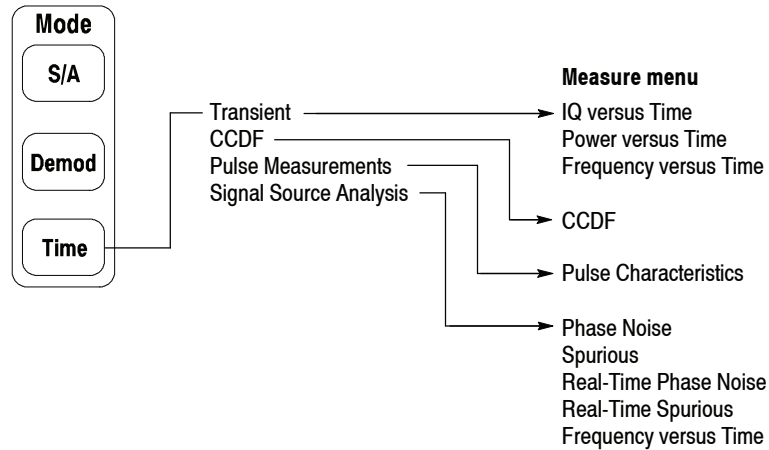 Mode
S/A
Demod
Time
Transient
CCDF
Pulse Measurements
Signal Source Analysis
Measure menu
IQ versus Time
Power versus Time
Frequency versus Time
CCDF
Pulse Characteristics
Phase Noise
Spurious
Real-Time Phase Noise
Real-Time Spurious
Frequency versus Time